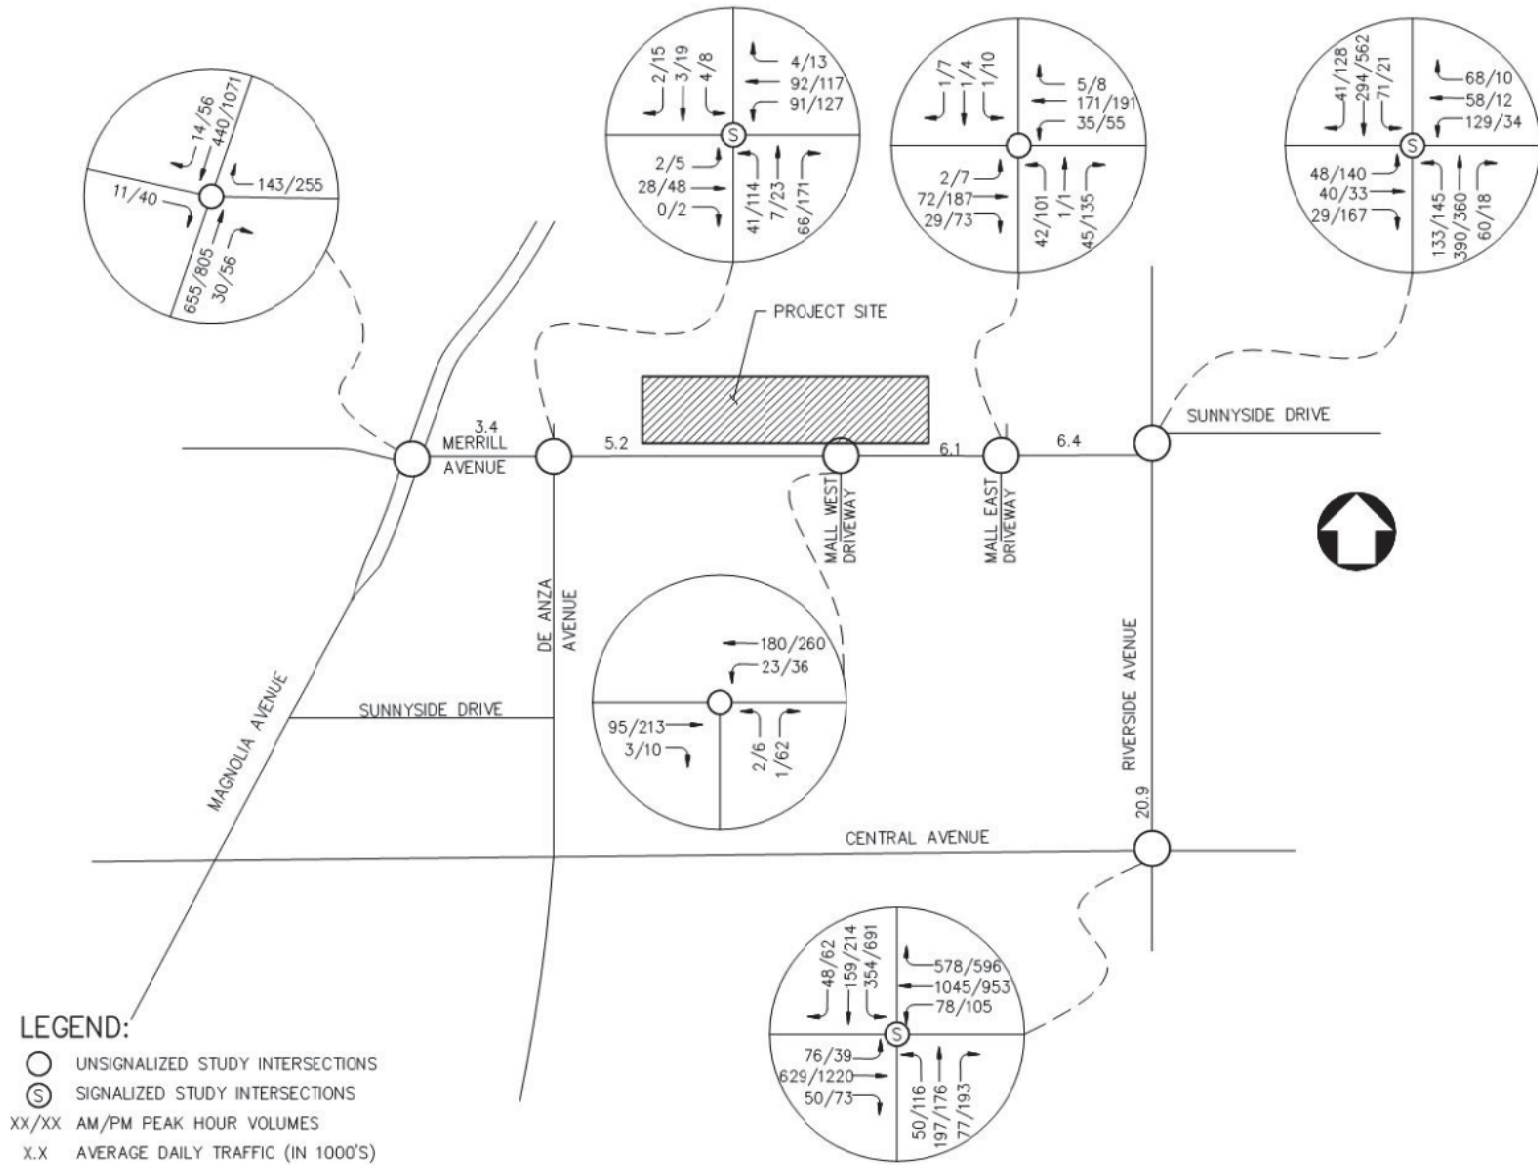 2/15
3/19
4/8
4/13
92/117
91/127
S
2/5
28/48
0/2
41/114
7/23
66/171
1/7
1/4
1/10
5/8
171/191
35/55
2/7
72/187
29/73
42/101
1/1
45/135
41/128
294/562
71/21
68/10
58/12
129/34
S
48/140
40/33
29/167
133/145
390/360
60/18
14/56
440/1071
11/40
143/255
655/805
30/56
PROJECT SITE
SUNNYSIDE DRIVE
3.4
MERRILL
AVENUE
5.2
6.1
6.4
MALL WEST
DRIVEWAY
MALL EAST
DRIVEWAY
DE ANZA
AVENUE
180/260
23/36
95/213
3/10
2/6
1/62
RIVERSIDE AVENUE
20.9
MAGNOLIA AVENUE
SUNNYSIDE DRIVE
CENTRAL AVENUE
48/62
159/214
354/691
578/596
1045/953
78/105
S
76/39
629/1220
50/73
50/116
197/176
77/193
LEGEND:
UNSIGNALIZED STUDY INTERSECTIONS
S SIGNALIZED STUDY INTERSECTIONS
XX/XX AM/PM PEAK HOUR VOLUMES
X.X AVERAGE DAILY TRAFFIC (IN 1000'S)